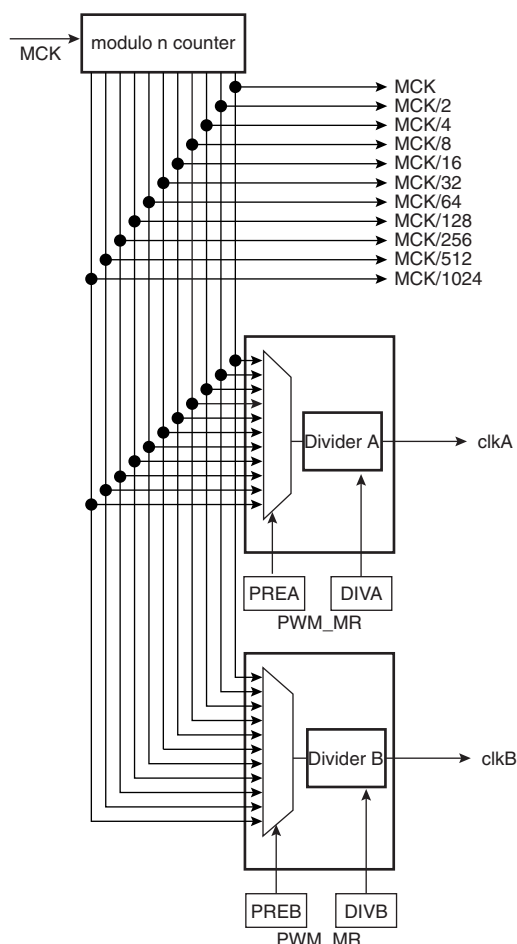 modulo n counter
MCK
MCK
MCK/2
MCK/4
MCK/8
MCK/16
MCK/32
MCK/64
MCK/128
MCK/256
MCK/512
MCK/1024
Divider A
clkA
PREA
DIVA
PWM_MR
Divider B
clkB
PREB
DIVB
PWM_MR